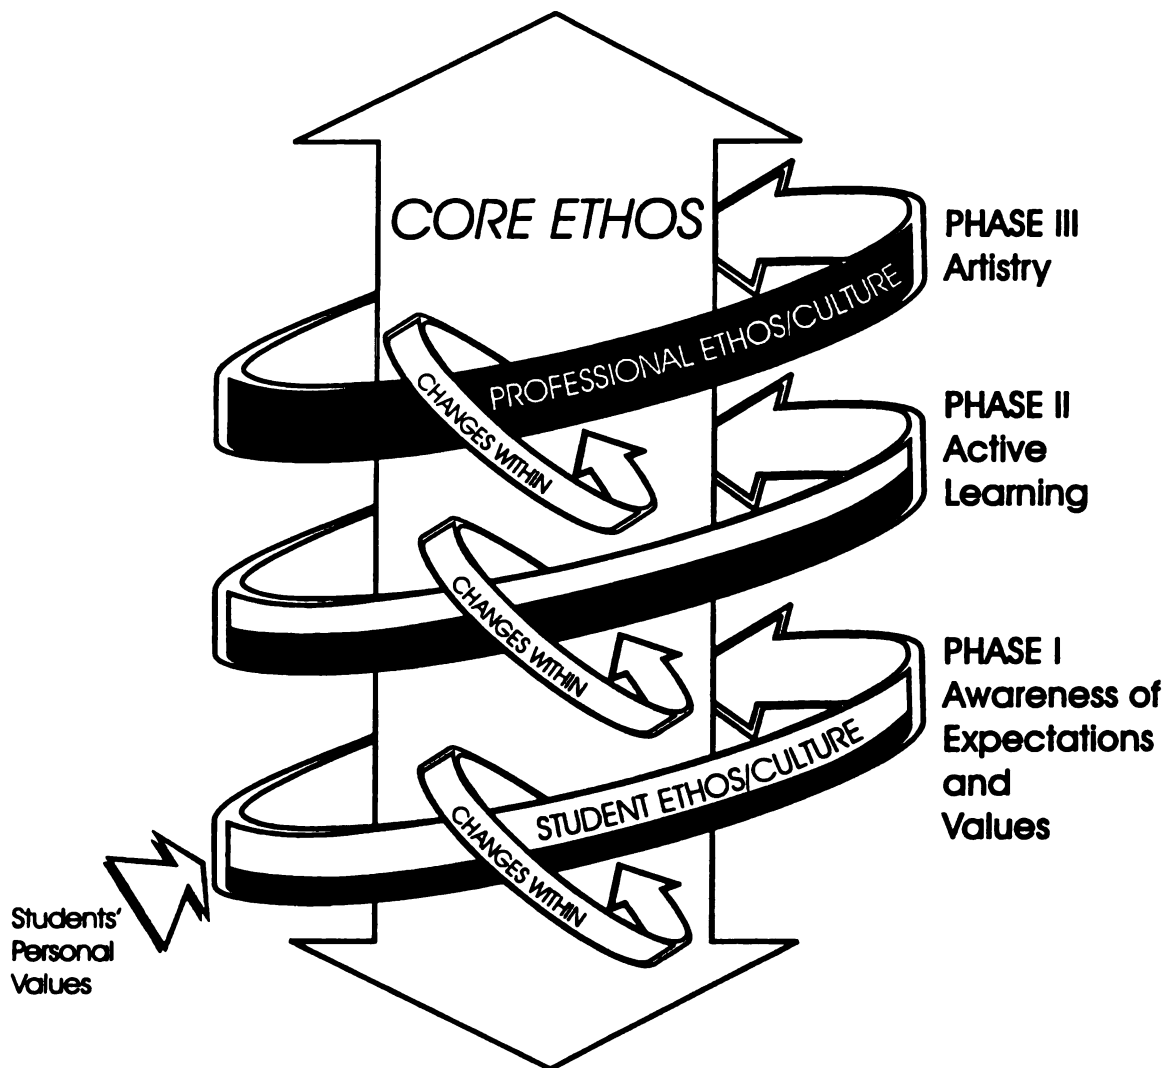 CORE ETHOS
PHASE III
Artistry
PROFESSIONAL ETHOS/CULTURE
CHANGES WITHIN
PHASE II
Active
Learning
CHANGES WITHIN
PHASE I
Awareness of
Expectations
and
Values
STUDENT ETHOS/CULTURE
CHANGES WITHIN
Students'
Personal
Values